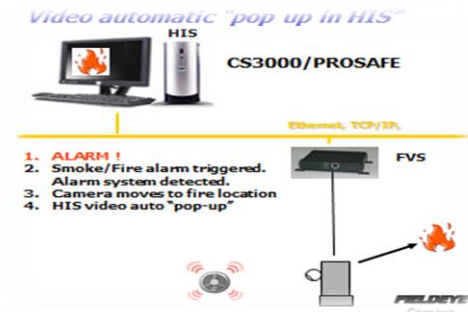 Video automatic "pop up in HIS"
HIS
CS3000/PROSAFE
Ethernet, TCP/IP,
FVS
1. ALARM !
2. Smoke/Fire alarm triggered.
Alarm system detected.
3. Camera moves to fire location
4. HIS video auto "pop-up"
FIELDEYE
Camera